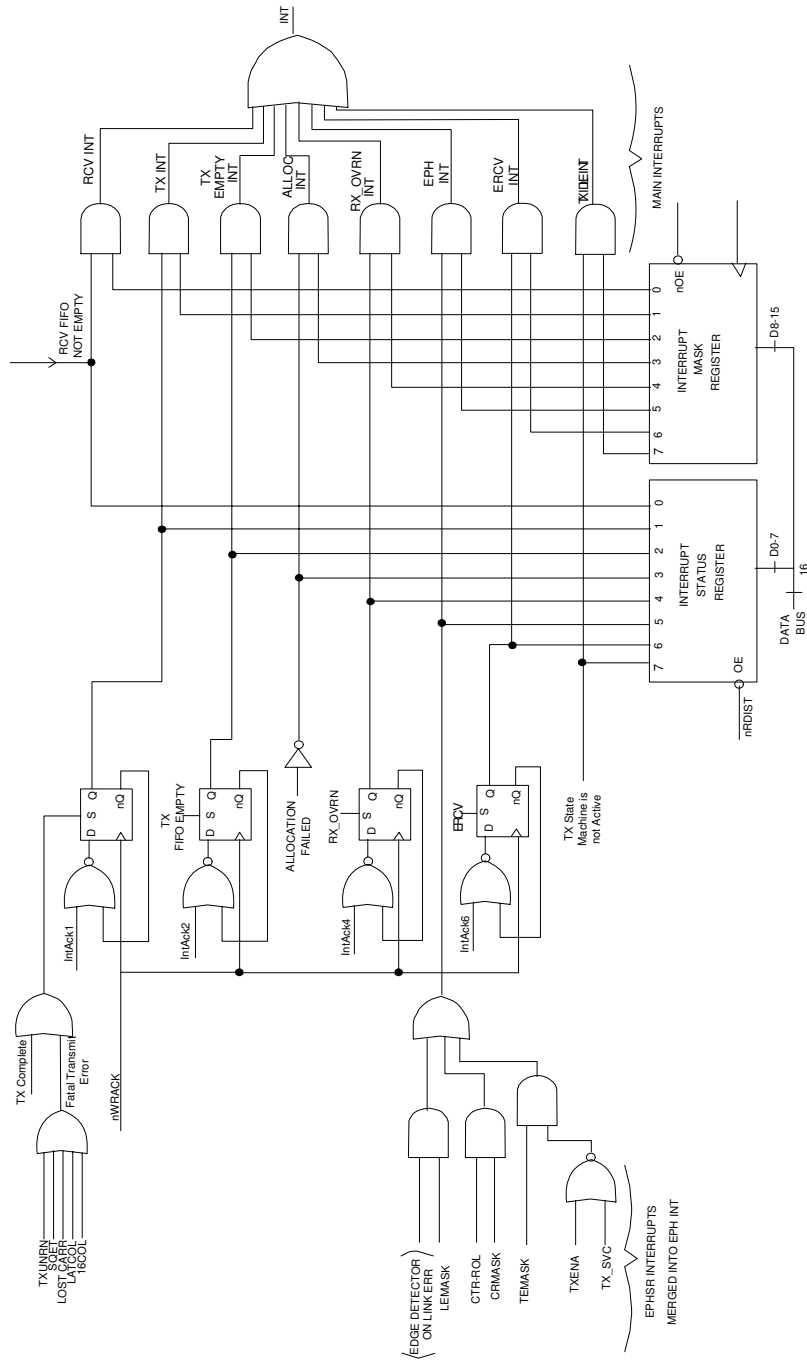 INT
RCV INT
TX INT
TX
EMPTY
INT
ALLOC
INT
RX_OVRN
INT
EPH
INT
ERCV
INT
MAIN INTERRUPTS
RCV FIFO
NOT EMPTY
nOE
0
1
2
3
4
5
6
7
INTERRUPT
MASK
REGISTER
D8-15
0
1
2
3
4
5
6
7
INTERRUPT
STATUS
REGISTER
OE
nRDIST
D0-7
DATA
BUS
16
D
S
Q
nQ
IntAck1
TX
FIFO EMPTY
D
S
Q
nQ
IntAck2
ALLOCATION
FAILED
RX_OVRN
D
S
Q
nQ
IntAck4
ERCV
D
S
Q
nQ
IntAck6
TX State
Machine is
not Active
TX Complete
Fatal Transmit
Error
nWRACK
TXUNRN
SQET
LOST CARR
LATCOL
16COL
EDGE DETECTOR
ON LINK ERR
LEMASK
CTR-ROL
CRMASK
TEMASK
TXENA
TX_SVC
EPHSR INTERRUPTS
MERGED INTO EPH INT